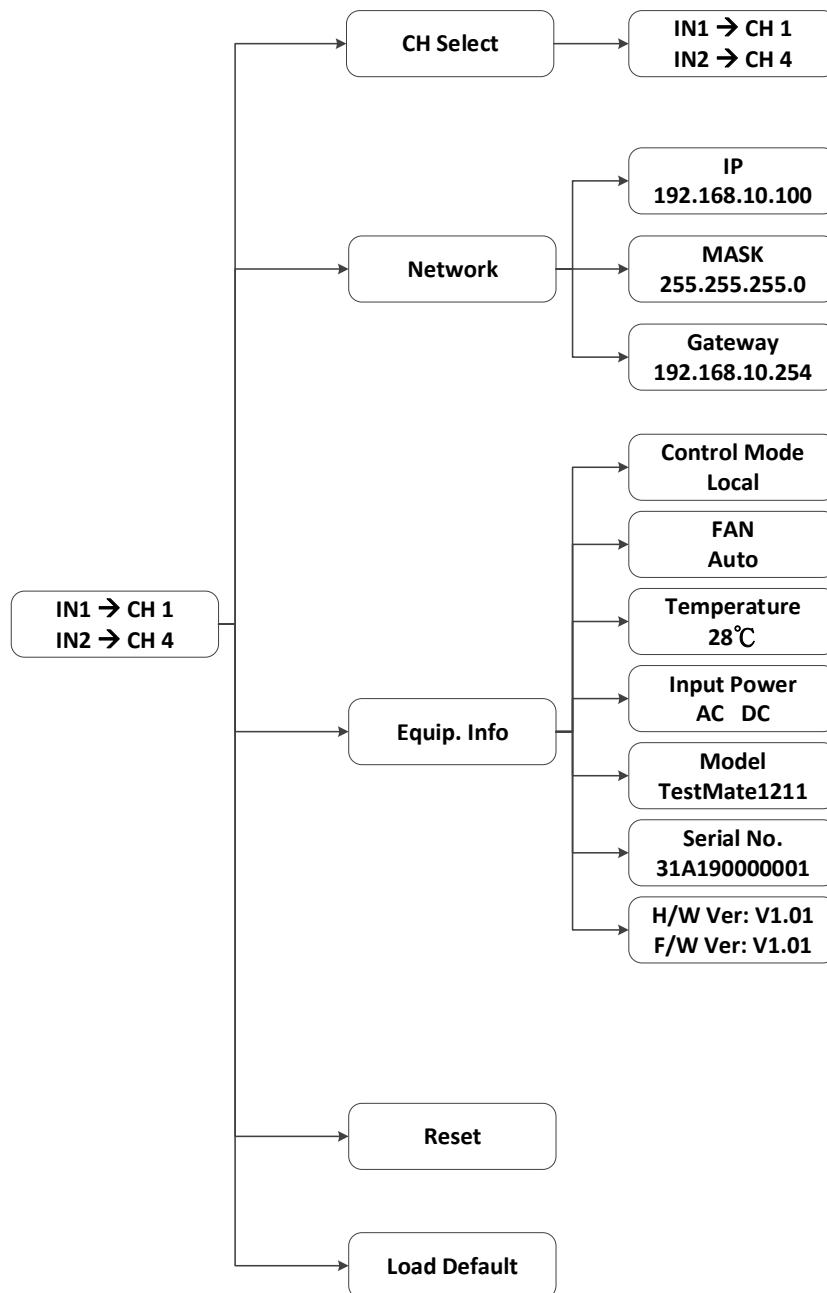 CH Select
IN1 → CH 1
IN2 → CH 4
Network
IP
192.168.10.100
MASK
255.255.255.0
Gateway
192.168.10.254
IN1 → CH 1
IN2 → CH 4
Equip. Info
Control Mode
Local
FAN
Auto
Temperature
28℃
Input Power
AC DC
Model
TestMate1211
Serial No.
31A190000001
H/W Ver: V1.01
F/W Ver: V1.01
Reset
Load Default